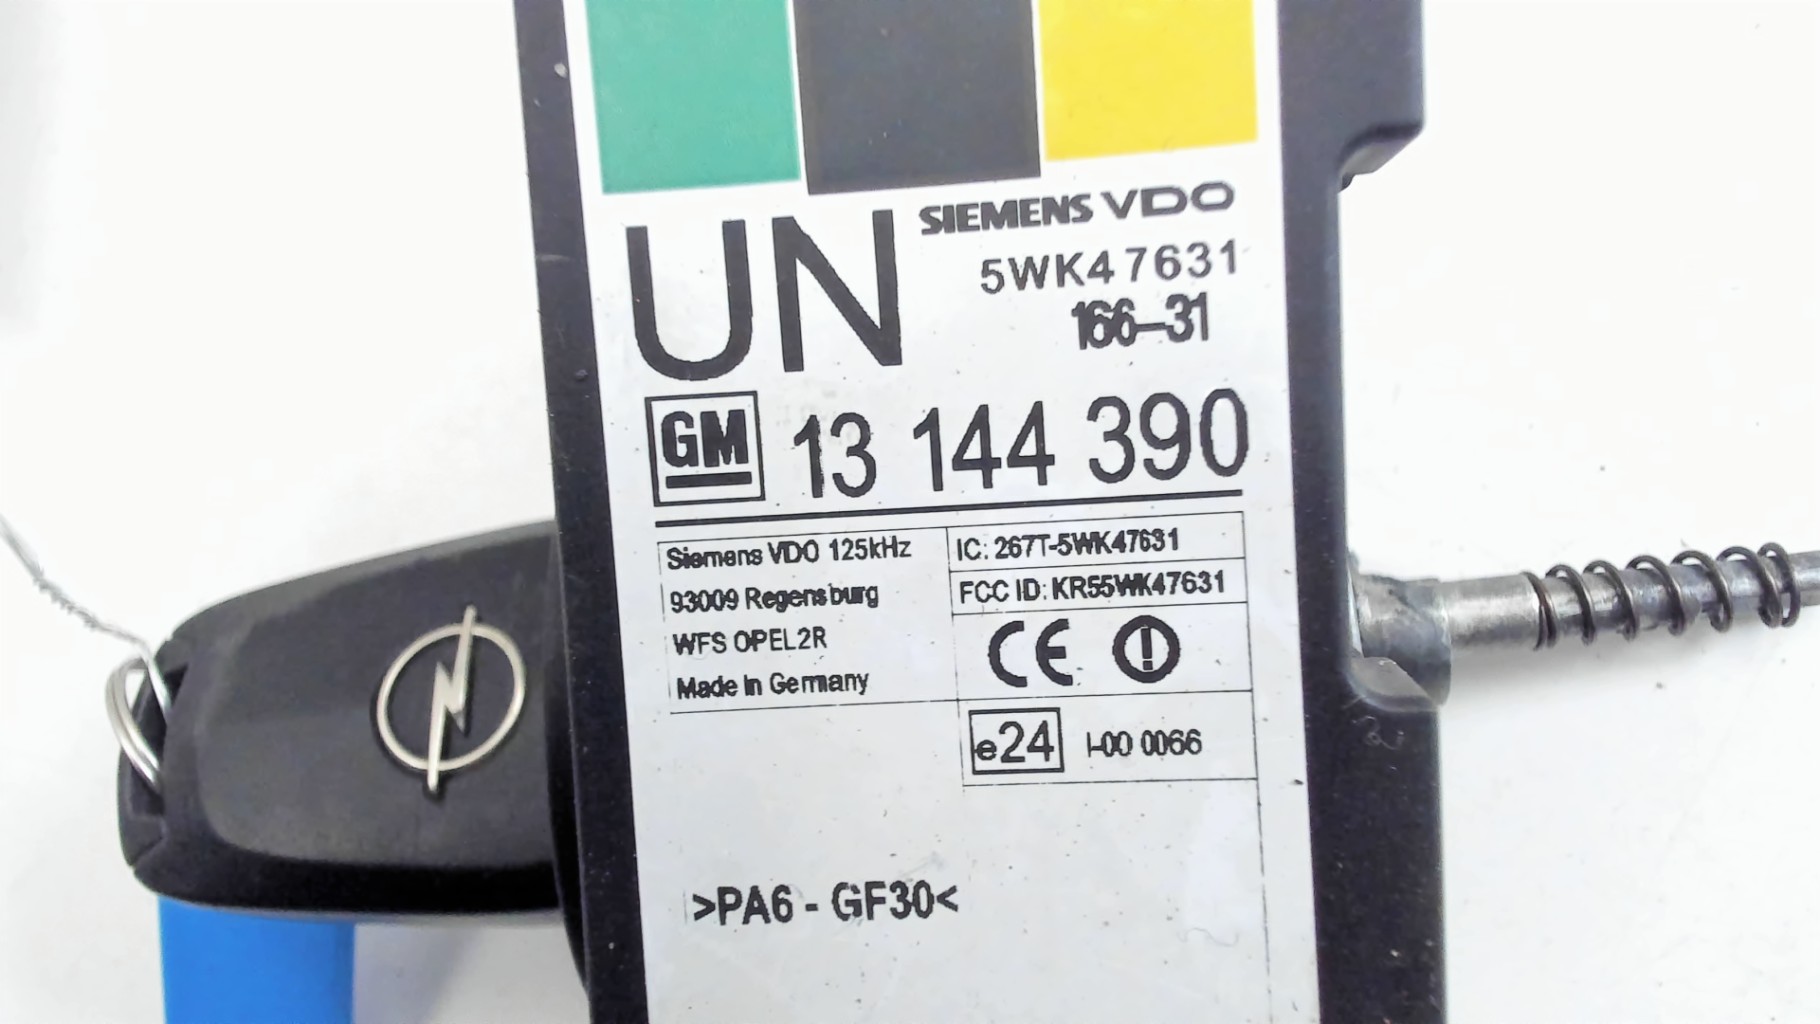 UN
SIEMENS VDO
5WK47631
166-31
GM 13 144 390
Siemens VDO 125kHz
93009 Regensburg
WFS OPEL2R
Made In Germany
IC: 267T-5WK47631
FCC ID: KR55WK47631
CE
e24 I-00 0066
>PA6 - GF30<